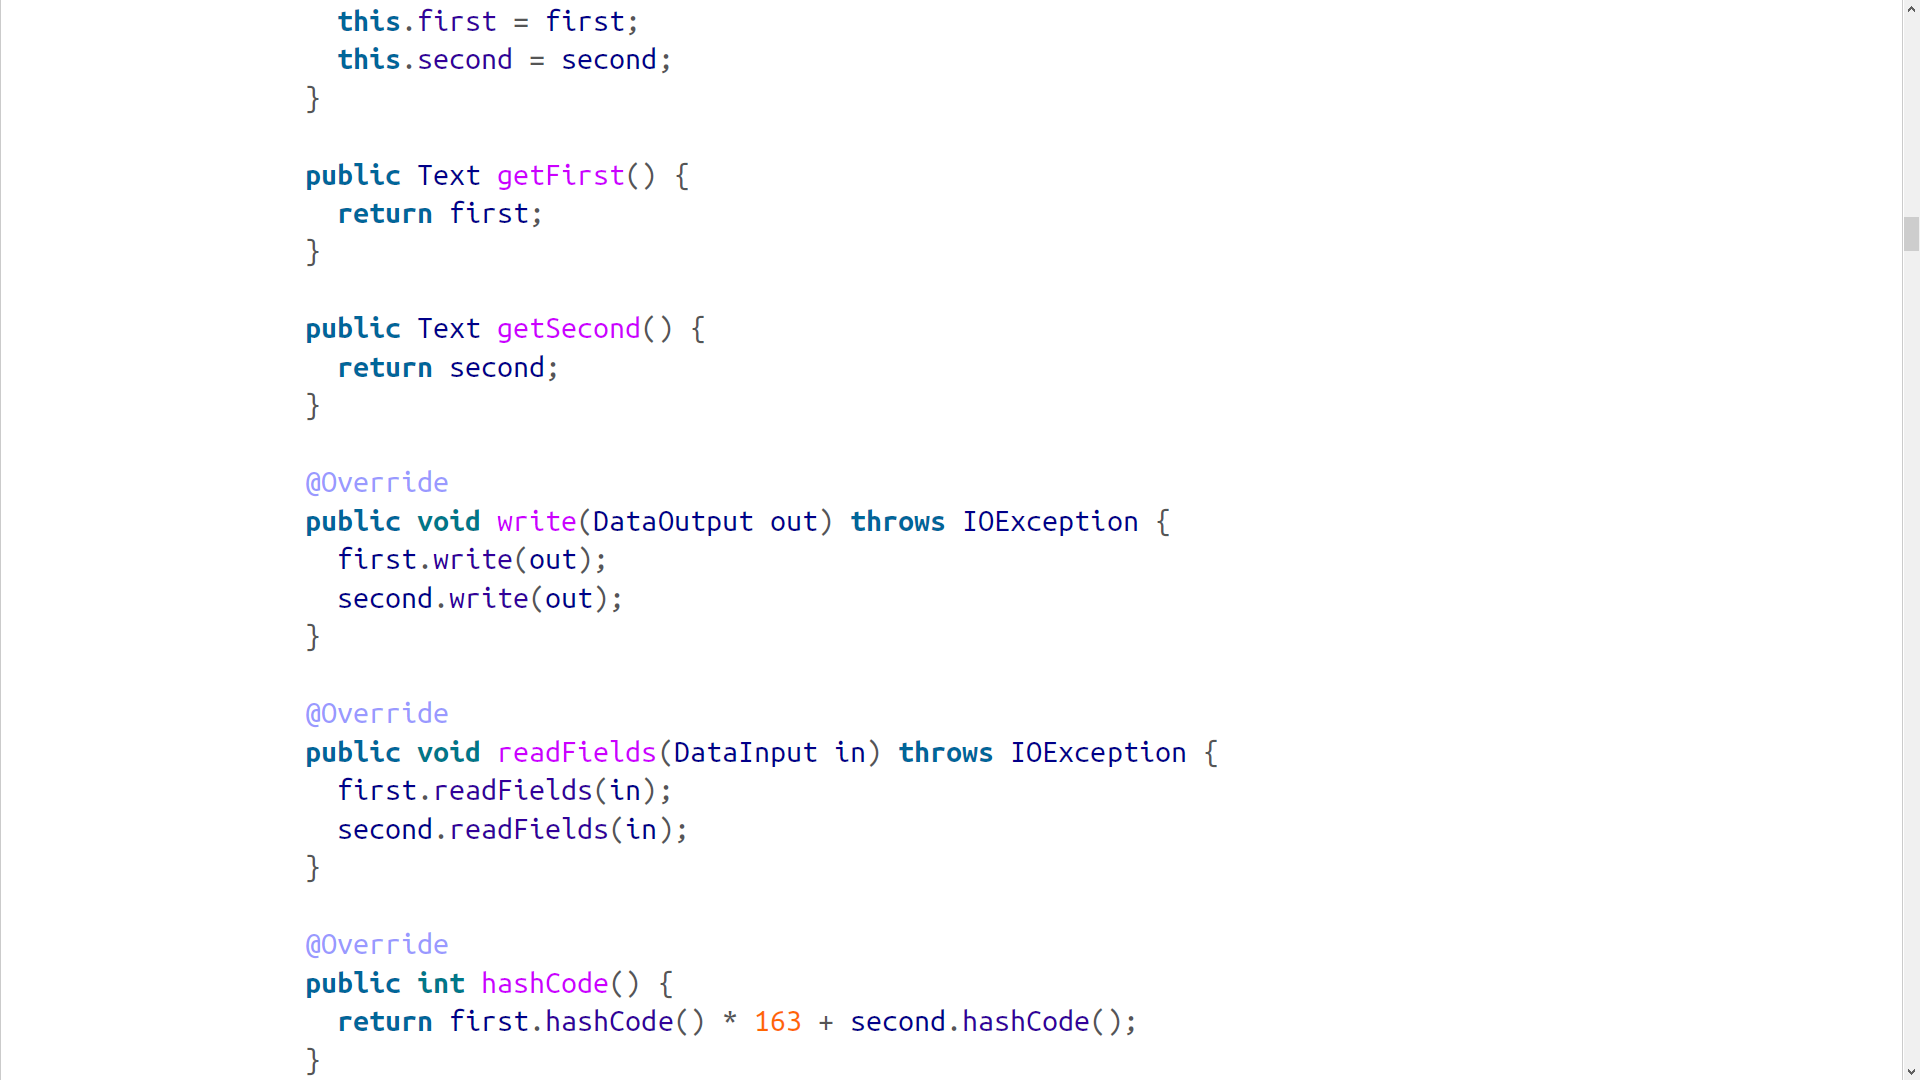 this.first = first;
this.second = second;
}
public Text getFirst() {
return first;
}
public Text getSecond() {
return second;
}
@Override
public void write(DataOutput out) throws IOException {
first.write(out);
second.write(out);
}
@Override
public void readFields(DataInput in) throws IOException {
first.readFields(in);
second.readFields(in);
}
@Override
public int hashCode() {
return first.hashCode() * 163 + second.hashCode();
}